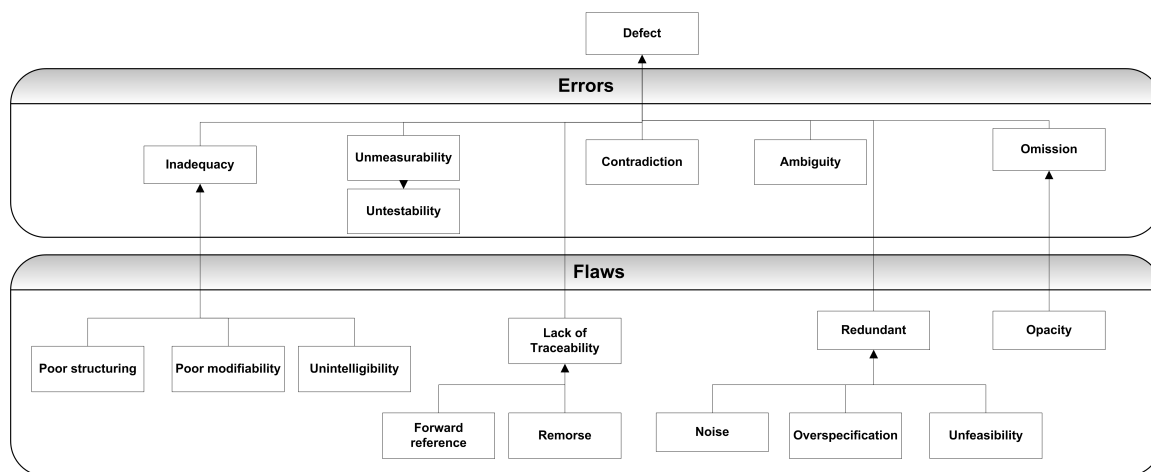 Defect
Errors
Inadequacy
Unmeasurability
Contradiction
Ambiguity
Omission
Untestability
Flaws
Lack of
Traceability
Redundant
Opacity
Poor structuring
Poor modifiability
Unintelligibility
Forward
reference
Remorse
Noise
Overspecification
Unfeasibility